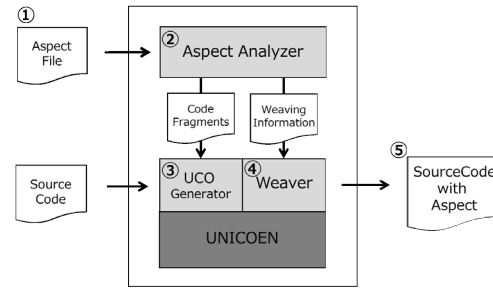 ①
Aspect
File
② Aspect Analyzer
Code
Fragments
Weaving
Information
Source
Code
③ UCO
Generator
④ Weaver
UNICOEN
⑤
SourceCode
with
Aspect